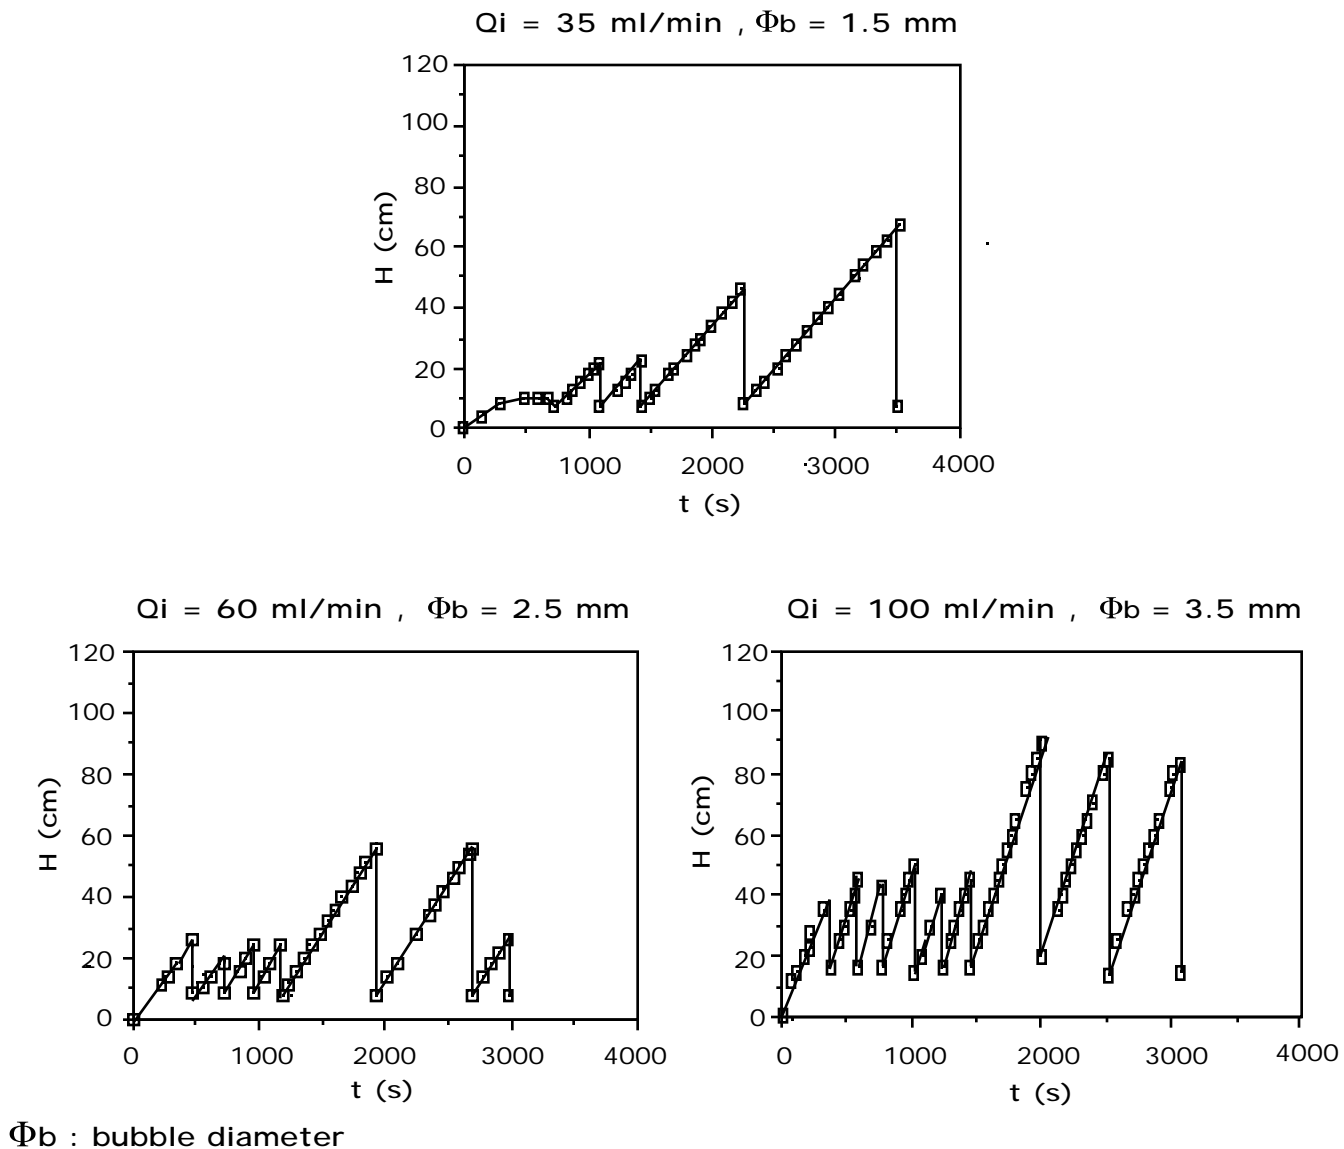 Qi = 35 ml/min , Φb = 1.5 mm
120
100
80
60
40
20
0
H (cm)
0 1000 2000 3000 4000
t (s)
Qi = 60 ml/min , Φb = 2.5 mm
120
100
80
60
40
20
0
H (cm)
0 1000 2000 3000 4000
t (s)
Qi = 100 ml/min , Φb = 3.5 mm
120
100
80
60
40
20
0
H (cm)
0 1000 2000 3000 4000
t (s)
Φb : bubble diameter